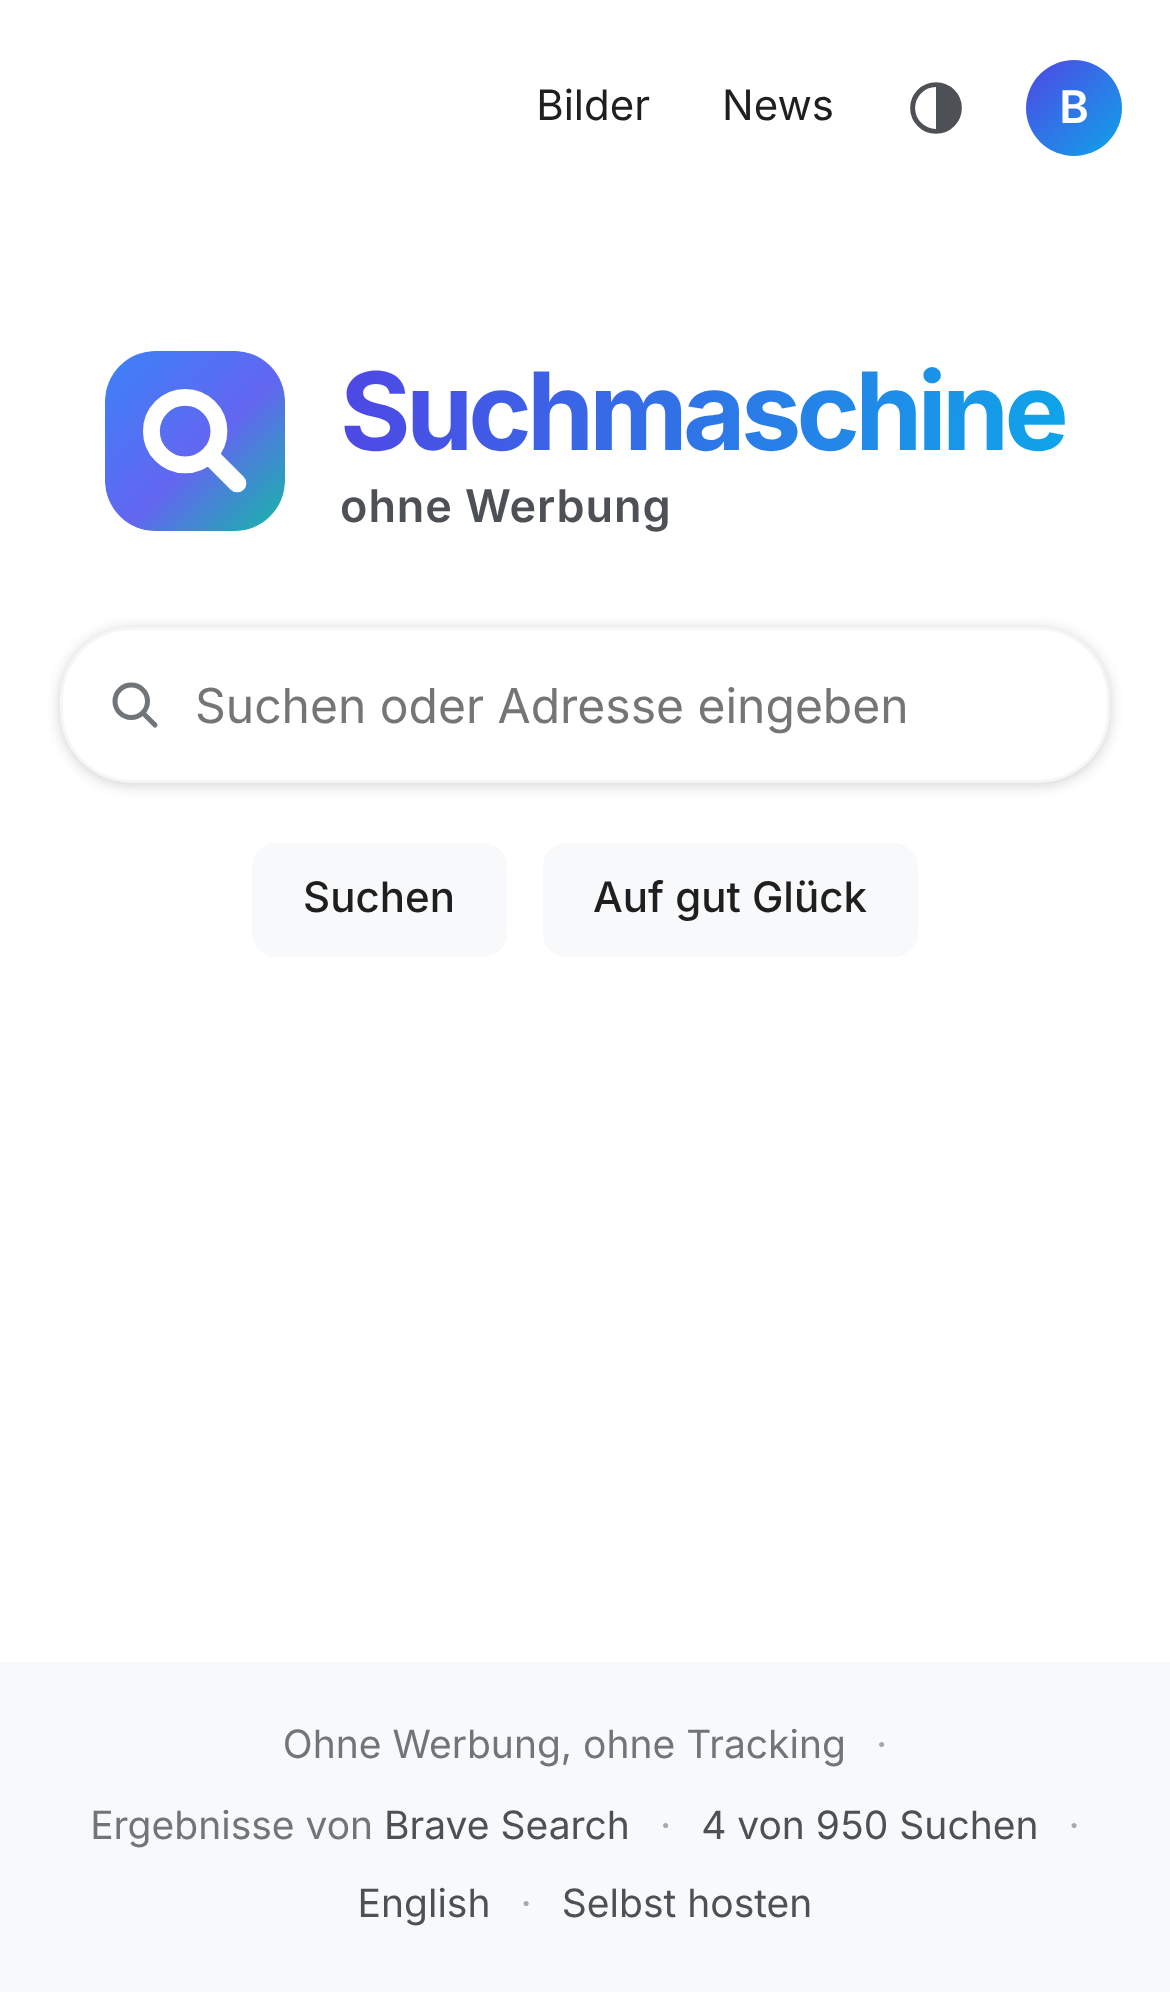 Bilder News B
Suchmaschine
ohne Werbung
Suchen oder Adresse eingeben
Suchen Auf gut Glück
Ohne Werbung, ohne Tracking ·
Ergebnisse von Brave Search · 4 von 950 Suchen ·
English · Selbst hosten